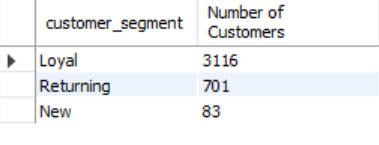 customer_segment Number of
Customers
Loyal 3116
Returning 701
New 83